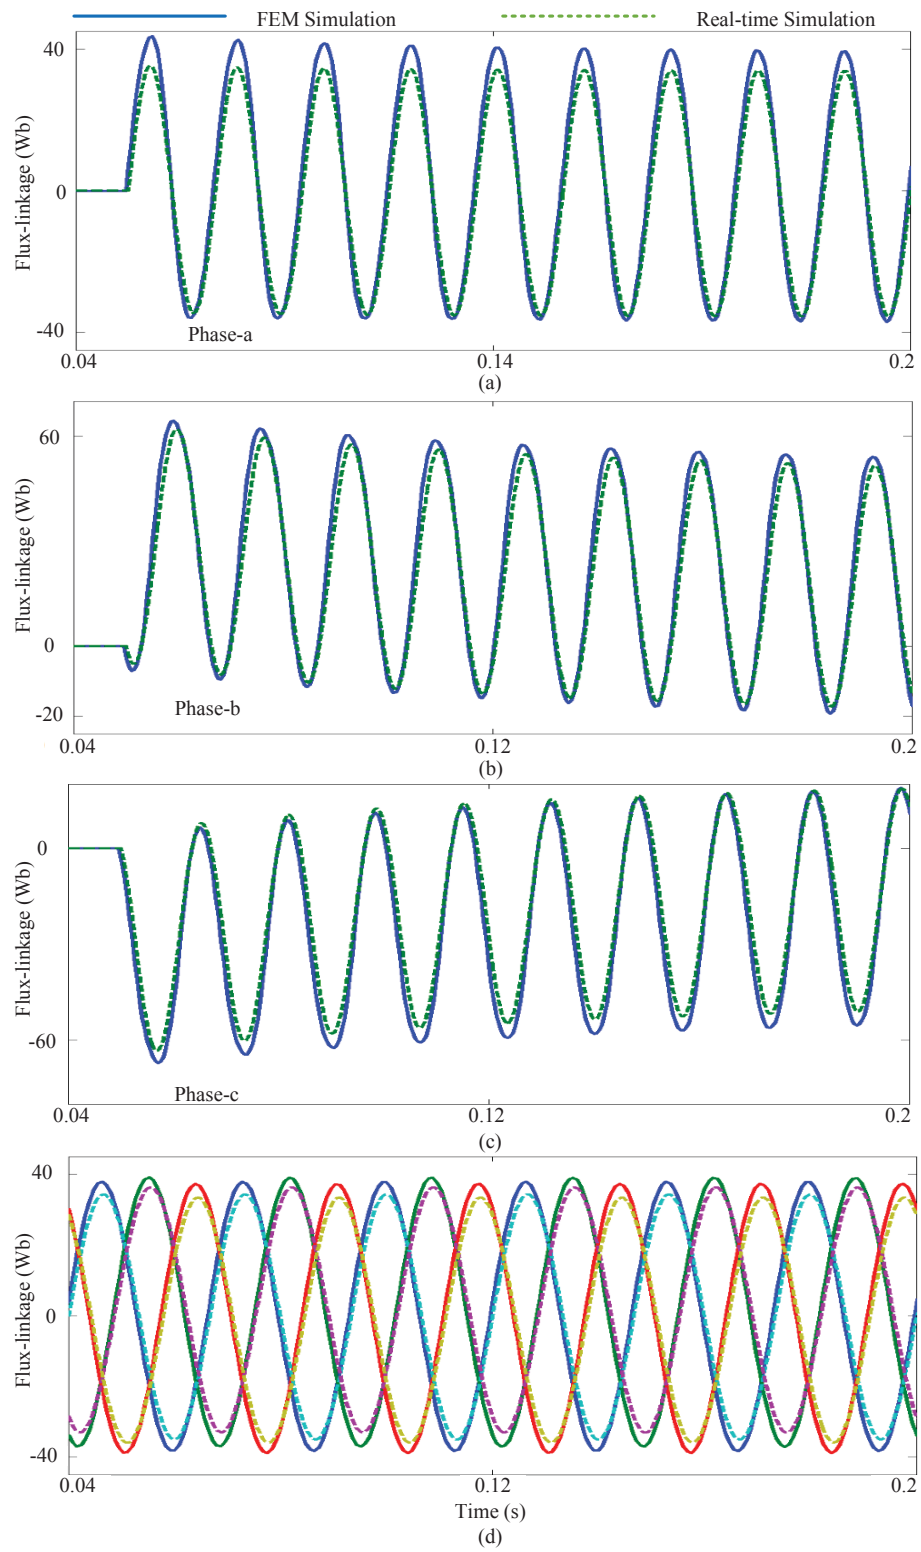 FEM Simulation
Real-time Simulation
Flux-linkage (Wb)
40
0
-40
Phase-a
0.04
0.14
0.2
(a)
Flux-linkage (Wb)
60
0
-20
Phase-b
0.04
0.12
0.2
(b)
Flux-linkage (Wb)
0
-60
Phase-c
0.04
0.12
0.2
(c)
Flux-linkage (Wb)
40
0
-40
0.04
0.12
0.2
Time (s)
(d)